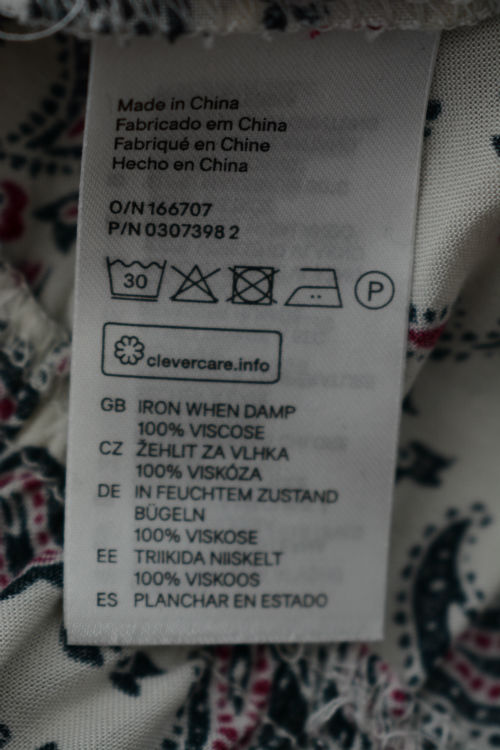 Made in China
Fabricado em China
Fabriqué en Chine
Hecho en China
O/N 166707
P/N 0307398 2
30
P
clevercare.info
GB IRON WHEN DAMP
100% VISCOSE
CZ ŽEHLIT ZA VLHKA
100% VISKÓZA
DE IN FEUCHTEM ZUSTAND
BÜGELN
100% VISKOSE
EE TRIIKIDA NIISKELT
100% VISKOOS
ES PLANCHAR EN ESTADO